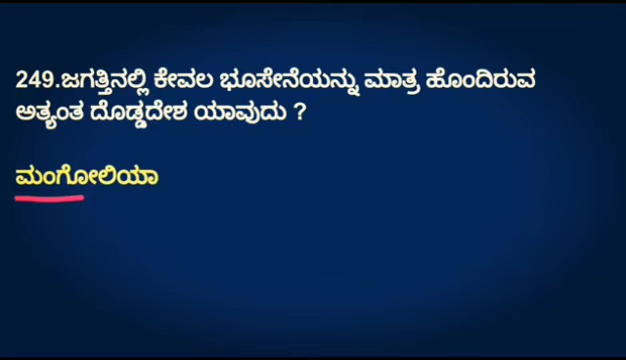 249.ಜಗತ್ತಿನಲ್ಲಿ ಕೇವಲ ಭೂಸೇನೆಯನ್ನು ಮಾತ್ರ ಹೊಂದಿರುವ
ಅತ್ಯಂತ ದೊಡ್ಡದೇಶ ಯಾವುದು ?
ಮಂಗೋಲಿಯಾ